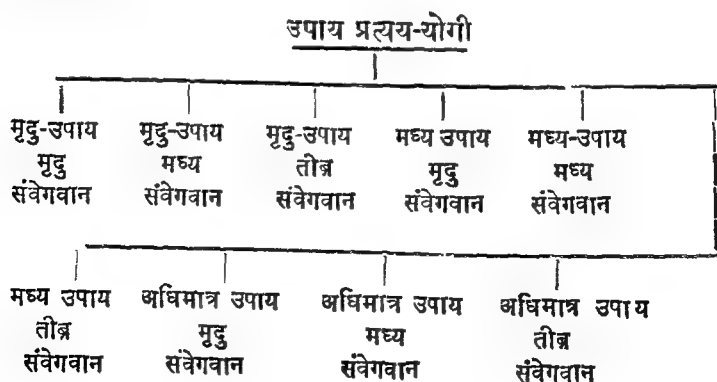 उपाय प्रत्यय-योगी
मृदु-उपाय मृदु-उपाय मृदु-उपाय मध्य उपाय मध्य-उपाय
मृदु मध्य तीब्र मृदु मध्य
संवेगवान संवेगवान संवेगवान संवेगवान संवेगवान
मध्य उपाय अधिमात्र उपाय अधिमात्र उपाय अधिमात्र उपाय
तीब्र मृदु मध्य तीब्र
संवेगवान संवेगवान संवेगवान संवेगवान